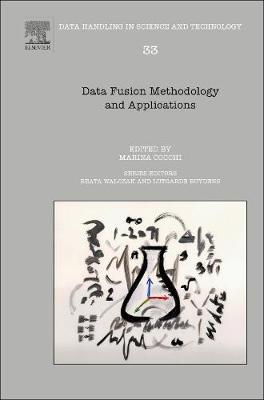 ELSEVIER
DATA HANDLING IN SCIENCE AND TECHNOLOGY
33
Data Fusion Methodology
and Applications
EDITED BY
MARINA COCCHI
SERIES EDITORS
BEATA WALCZAK AND LUTGARDE BUYDENS